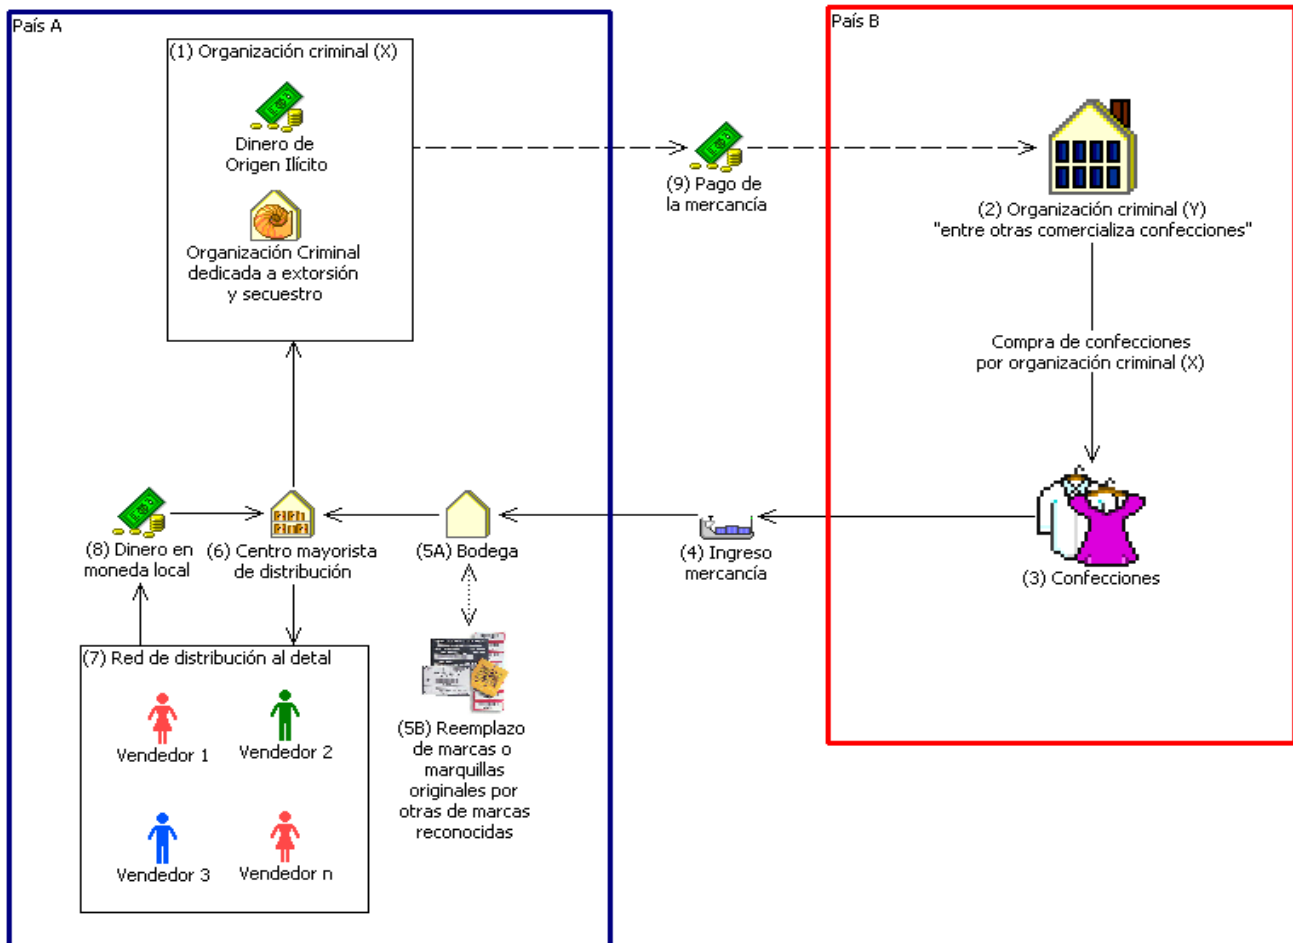 País A
(1) Organización criminal (X)
Dinero de
Origen Ilícito
Organización Criminal
dedicada a extorsión
y secuestro
(9) Pago de
la mercancía
País B
(2) Organización criminal (Y)
"entre otras comercializa confecciones"
Compra de confecciones
por organización criminal (X)
(3) Confecciones
(4) Ingreso
mercancía
(5A) Bodega
(5B) Reemplazo
de marcas o
marquillas
originales por
otras de marcas
reconocidas
(6) Centro mayorista
de distribución
(8) Dinero en
moneda local
(7) Red de distribución al detal
Vendedor 1
Vendedor 2
Vendedor 3
Vendedor n